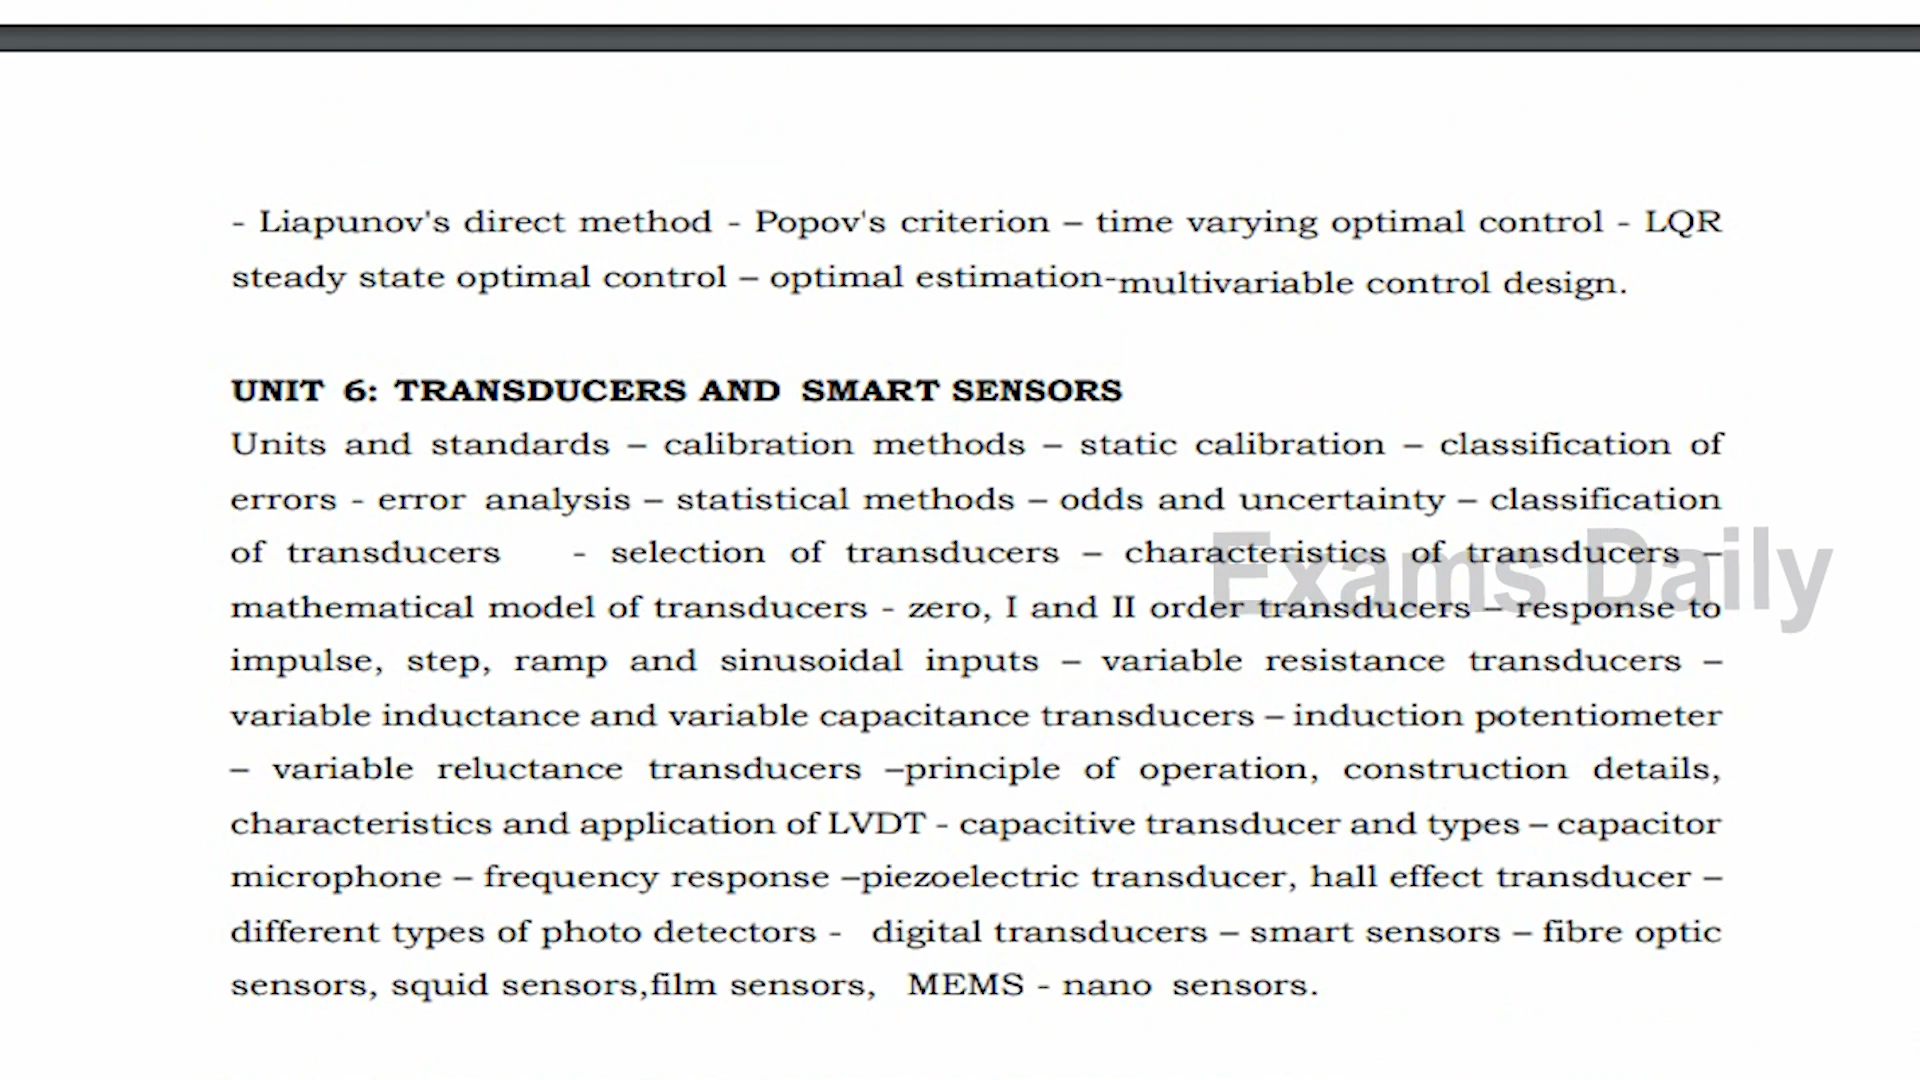 - Liapunov's direct method - Popov's criterion – time varying optimal control - LQR
steady state optimal control – optimal estimation-multivariable control design.
UNIT 6: TRANSDUCERS AND SMART SENSORS
Units and standards – calibration methods – static calibration – classification of
errors - error analysis – statistical methods – odds and uncertainty – classification
of transducers - selection of transducers – characteristics of transducers –
Exams Daily
mathematical model of transducers - zero, I and II order transducers – response to
impulse, step, ramp and sinusoidal inputs – variable resistance transducers –
variable inductance and variable capacitance transducers – induction potentiometer
– variable reluctance transducers –principle of operation, construction details,
characteristics and application of LVDT - capacitive transducer and types – capacitor
microphone – frequency response –piezoelectric transducer, hall effect transducer –
different types of photo detectors - digital transducers – smart sensors – fibre optic
sensors, squid sensors,film sensors, MEMS - nano sensors.